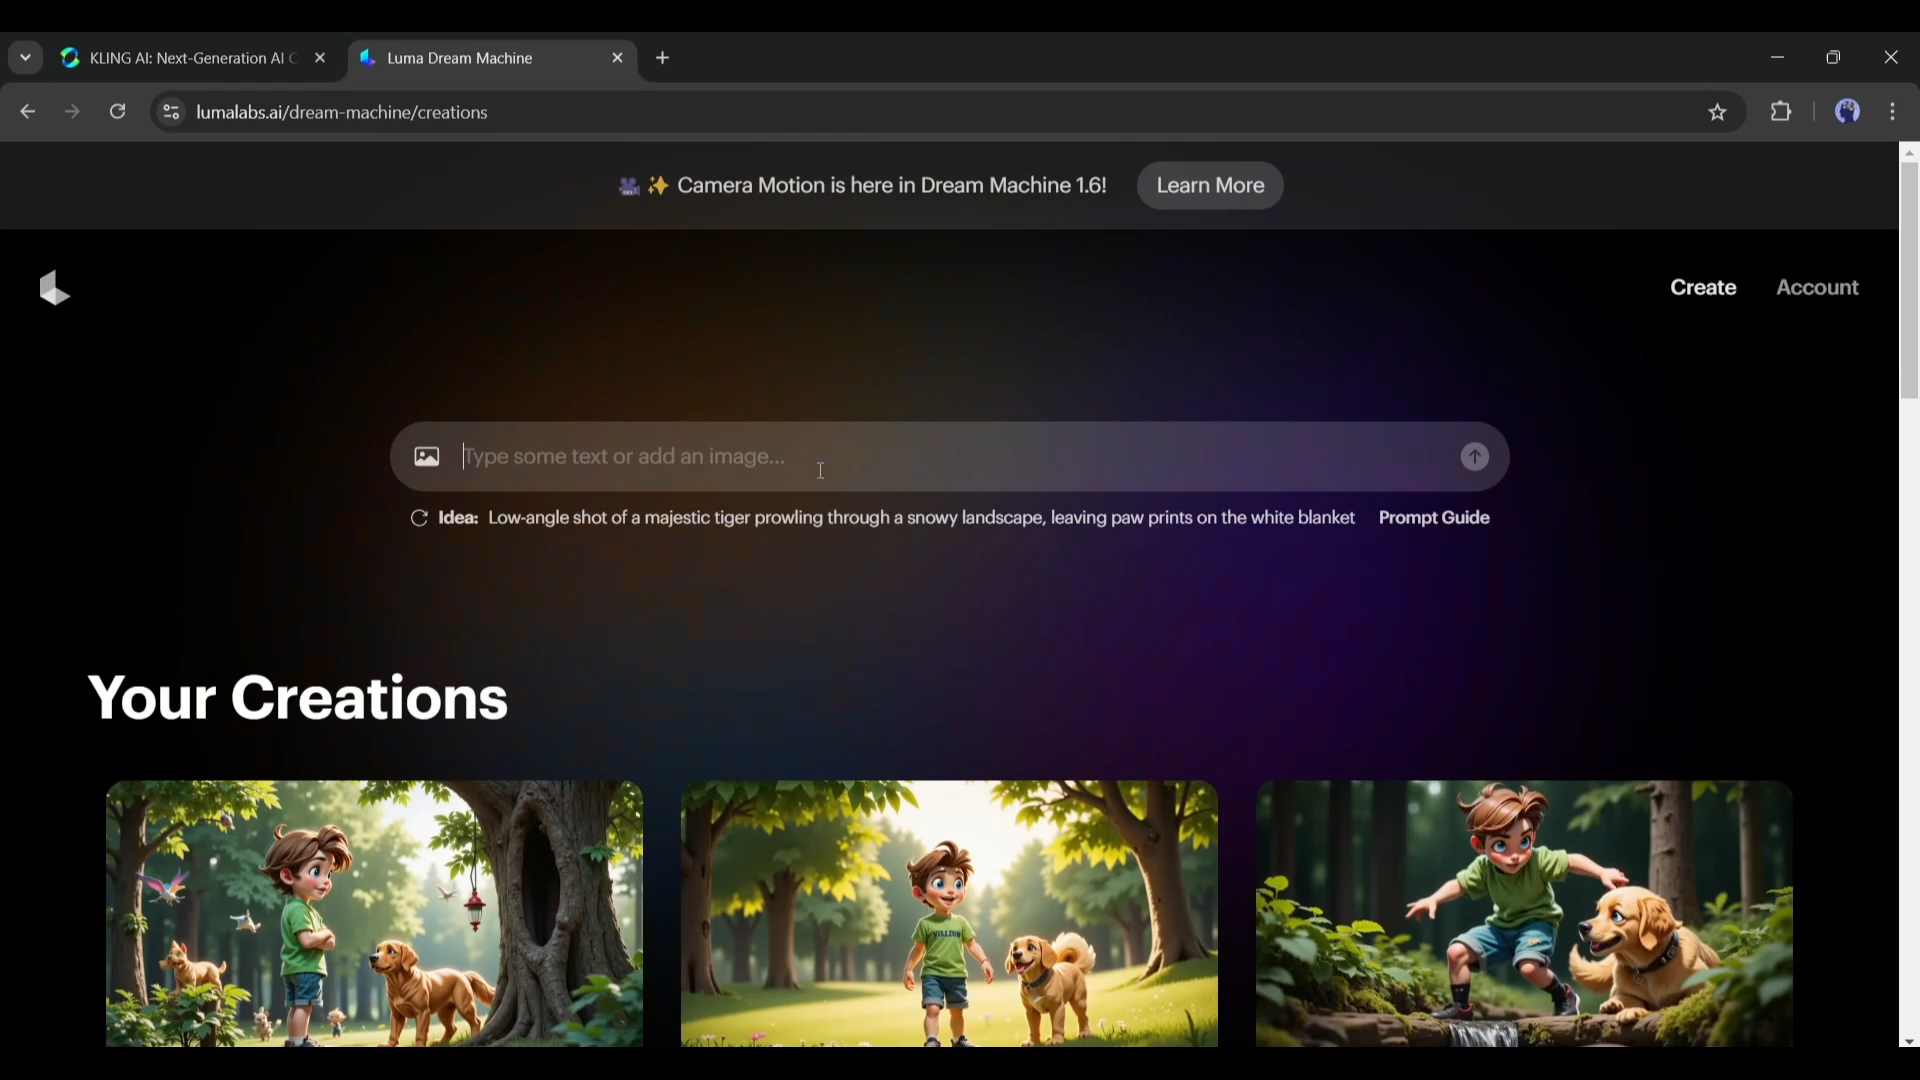 KLING AI: Next-Generation AI C
Luma Dream Machine
lumalabs.ai/dream-machine/creations
Camera Motion is here in Dream Machine 1.6!
Learn More
Create
Account
Type some text or add an image...
Idea: Low-angle shot of a majestic tiger prowling through a snowy landscape, leaving paw prints on the white blanket
Prompt Guide
Your Creations